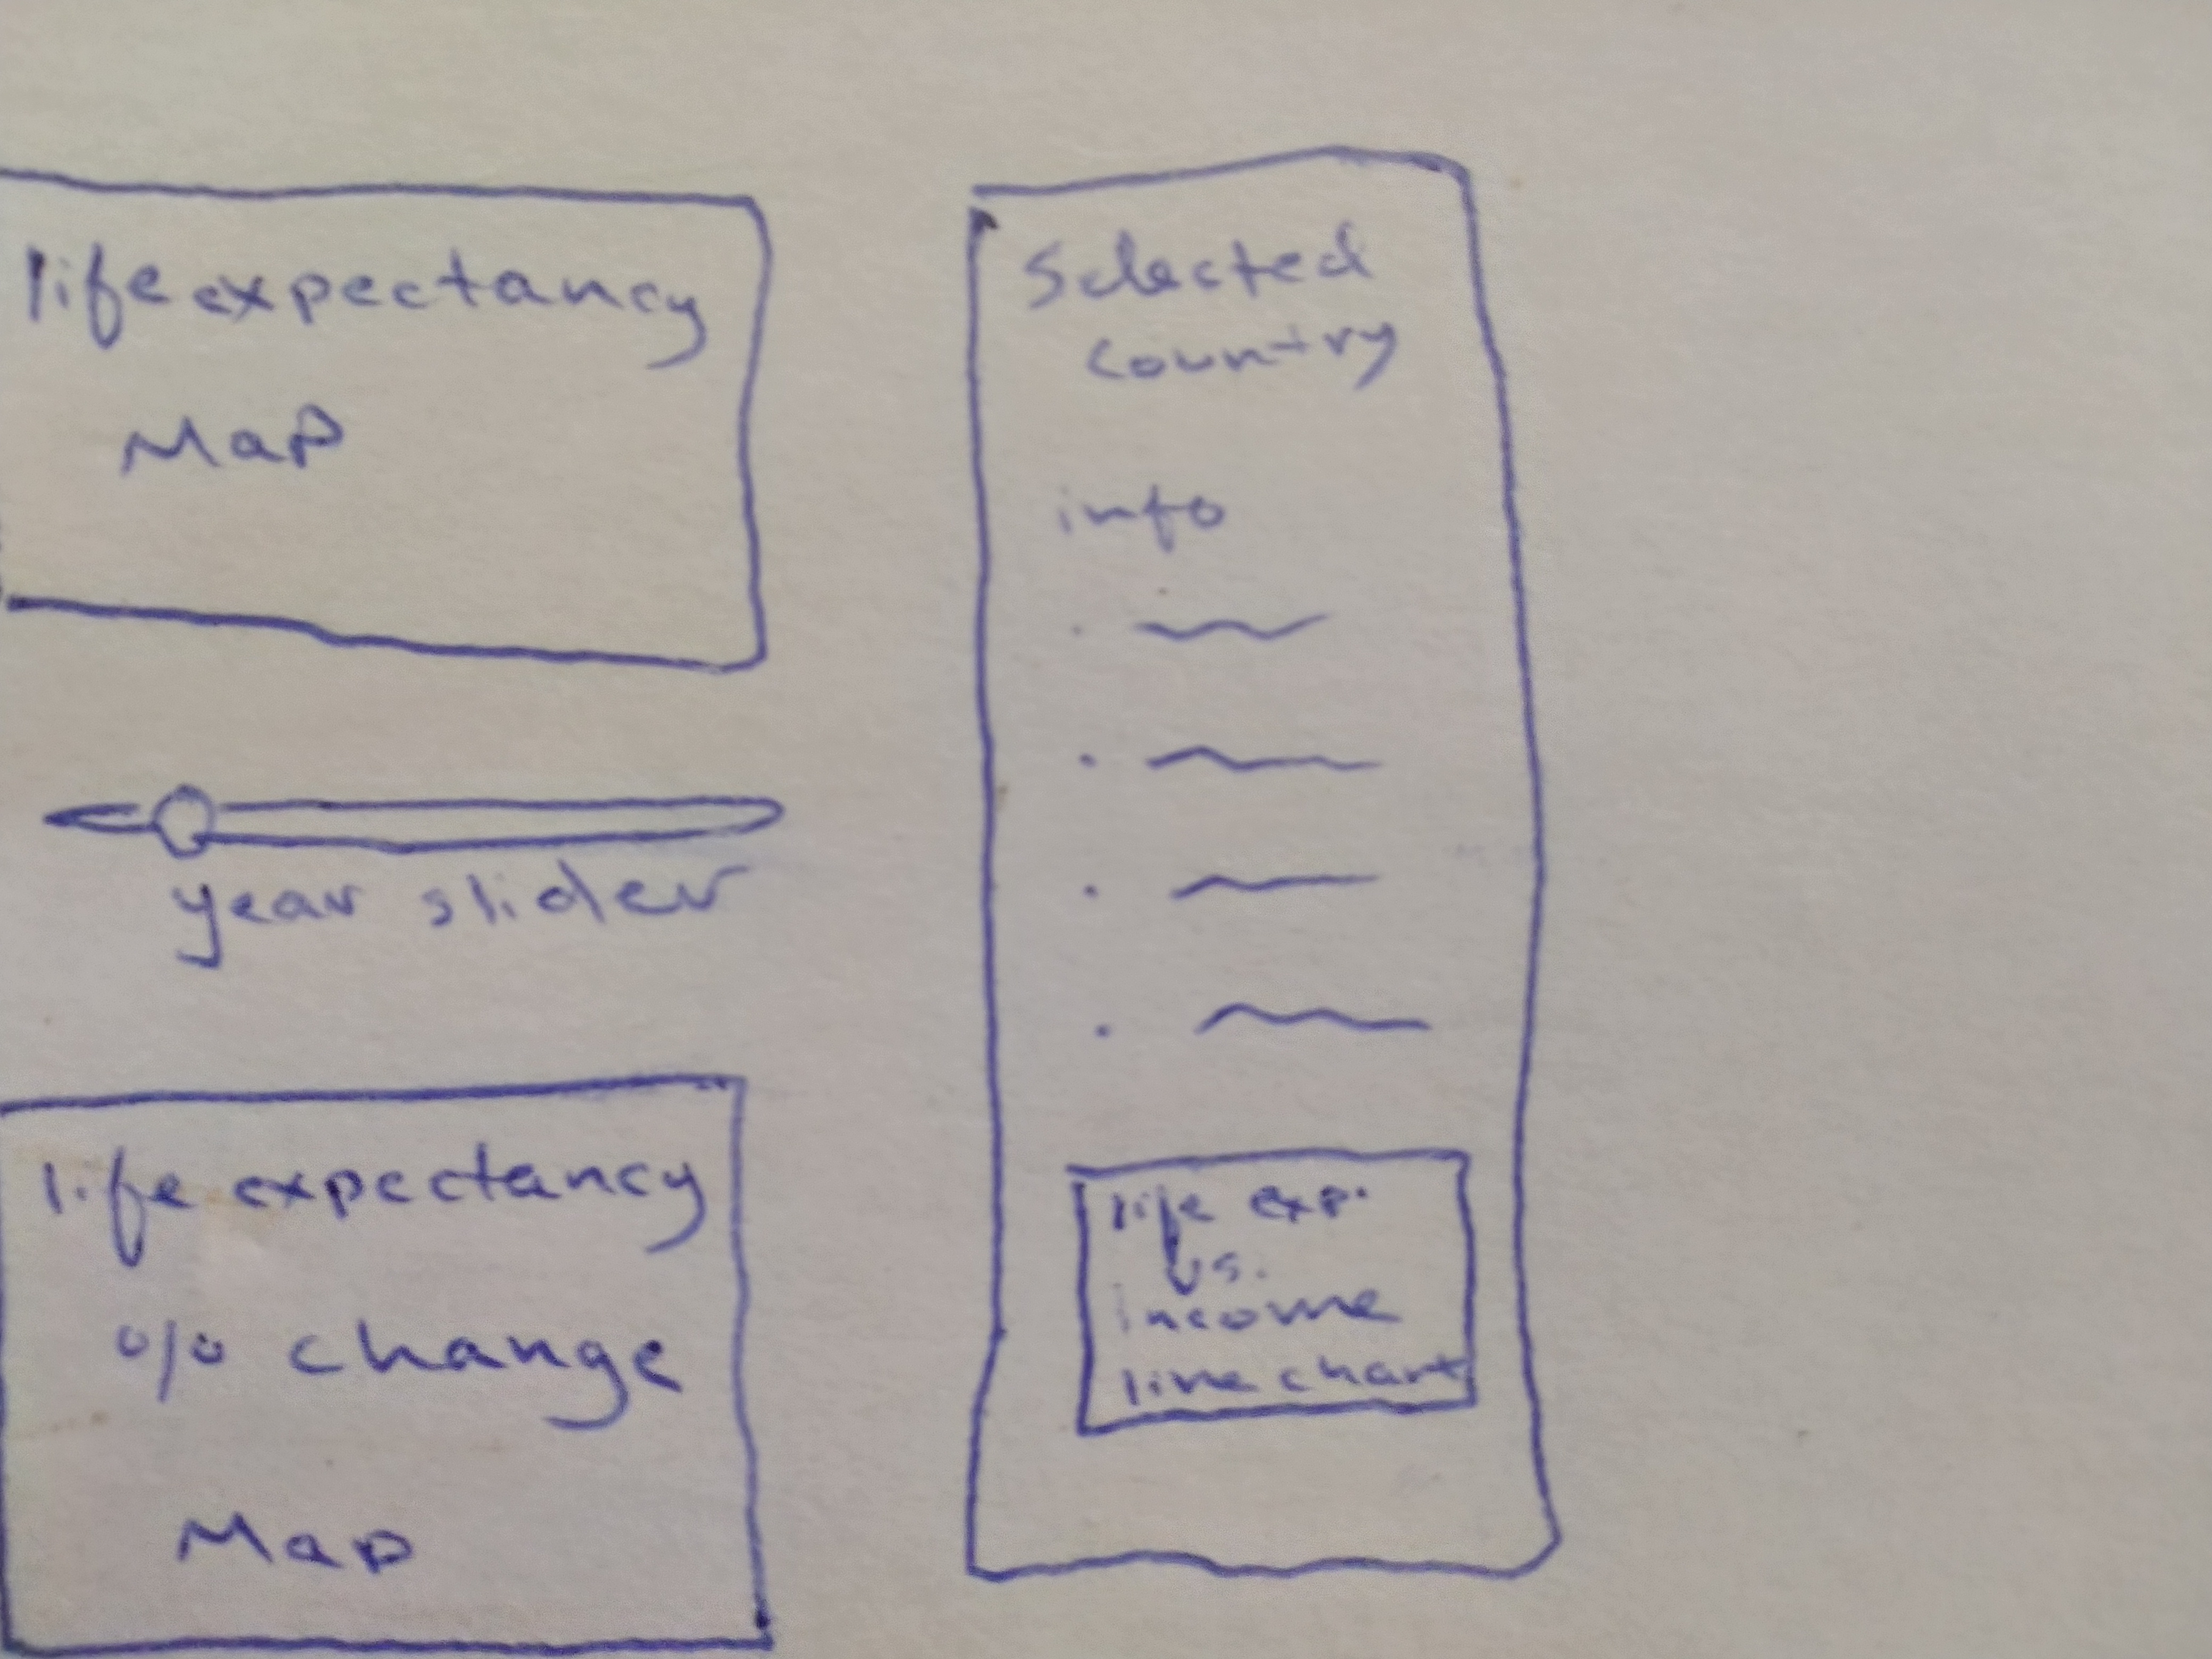 life expectancy
Map
year slider
life expectancy
% change
Map
Selected
country
info
life exp.
vs.
income
line chart